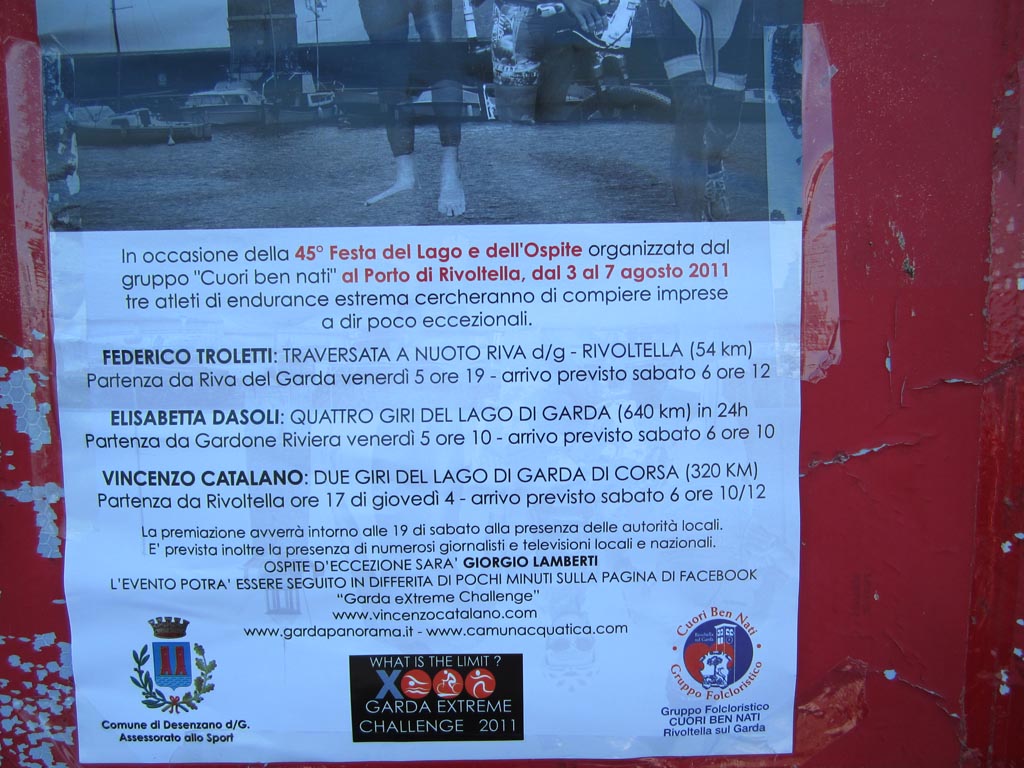 In occasione della 45° Festa del Lago e dell'Ospite organizzata dal
gruppo "Cuori ben nati" al Porto di Rivoltella, dal 3 al 7 agosto 2011
tre atleti di endurance estrema cercheranno di compiere imprese
a dir poco eccezionali.
FEDERICO TROLETTI: TRAVERSATA A NUOTO RIVA d/g - RIVOLTELLA (54 km)
Partenza da Riva del Garda venerdì 5 ore 19 - arrivo previsto sabato 6 ore 12
ELISABETTA DASOLI: QUATTRO GIRI DEL LAGO DI GARDA (640 km) in 24h
Partenza da Gardone Riviera venerdì 5 ore 10 - arrivo previsto sabato 6 ore 10
VINCENZO CATALANO: DUE GIRI DEL LAGO DI GARDA DI CORSA (320 KM)
Partenza da Rivoltella ore 17 di giovedì 4 - arrivo previsto sabato 6 ore 10/12
La premiazione avverrà intorno alle 19 di sabato alla presenza delle autorità locali.
E' prevista inoltre la presenza di numerosi giornalisti e televisioni locali e nazionali.
OSPITE D'ECCEZIONE SARA' GIORGIO LAMBERTI
L'EVENTO POTRA' ESSERE SEGUITO IN DIFFERITA DI POCHI MINUTI SULLA PAGINA DI FACEBOOK
"Garda eXtreme Challenge"
www.vincenzocatalano.com
www.gardapanorama.it - www.camunacquatica.com
Comune di Desenzano d/G.
Assessorato allo Sport
WHAT IS THE LIMIT ?
X
GARDA EXTREME
CHALLENGE 2011
Cuori Ben Nati
Rivoltella
sul Garda
Gruppo Folcloristico
Gruppo Folcloristico
CUORI BEN NATI
Rivoltella sul Garda